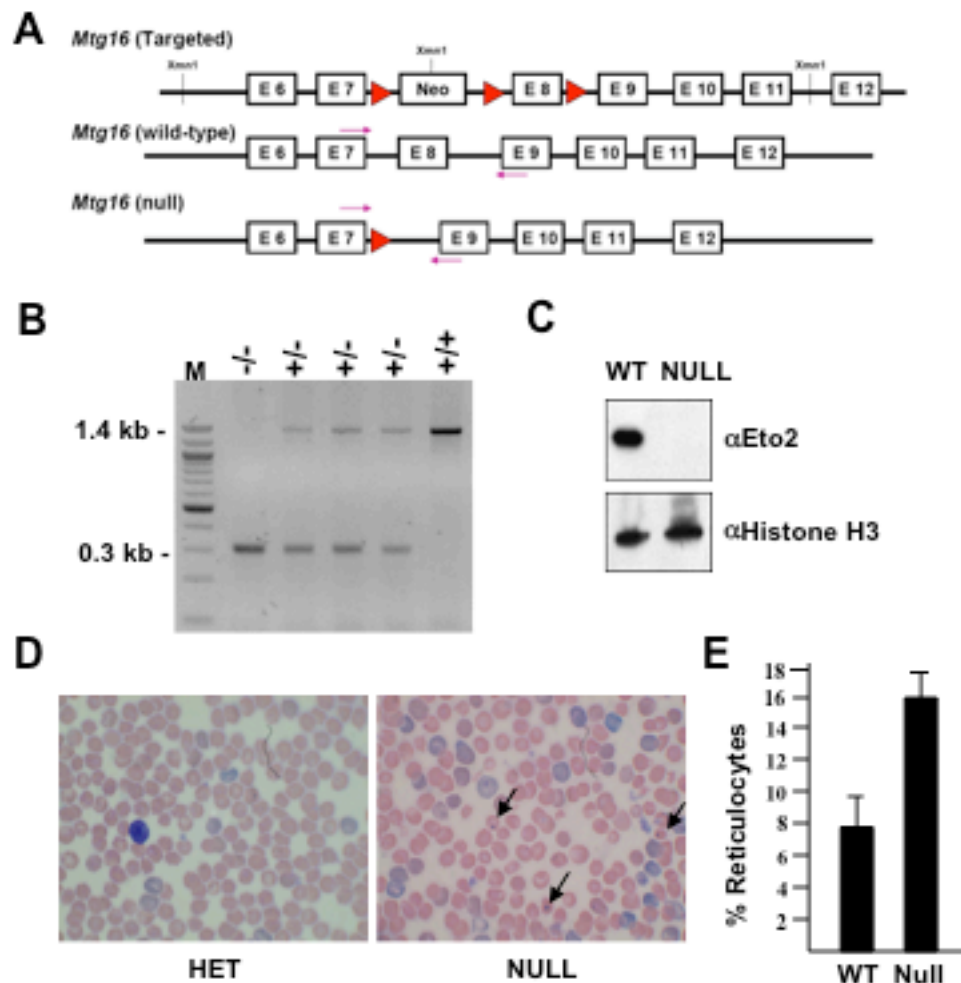 A
Mtg16 (Targeted)
Xmn1 Xmn1 Xmn1
E 6 E 7 Neo E 8 E 9 E 10 E 11 E 12
Mtg16 (wild-type)
E 6 E 7 E 8 E 9 E 10 E 11 E 12
Mtg16 (null)
E 6 E 7 E 9 E 10 E 11 E 12
B
M -/- +/- +/- +/- +/+
1.4 kb -
0.3 kb -
C
WT NULL
αEto2
αHistone H3
D
HET NULL
E
% Reticulocytes
18
16
14
12
10
8
6
4
2
WT Null